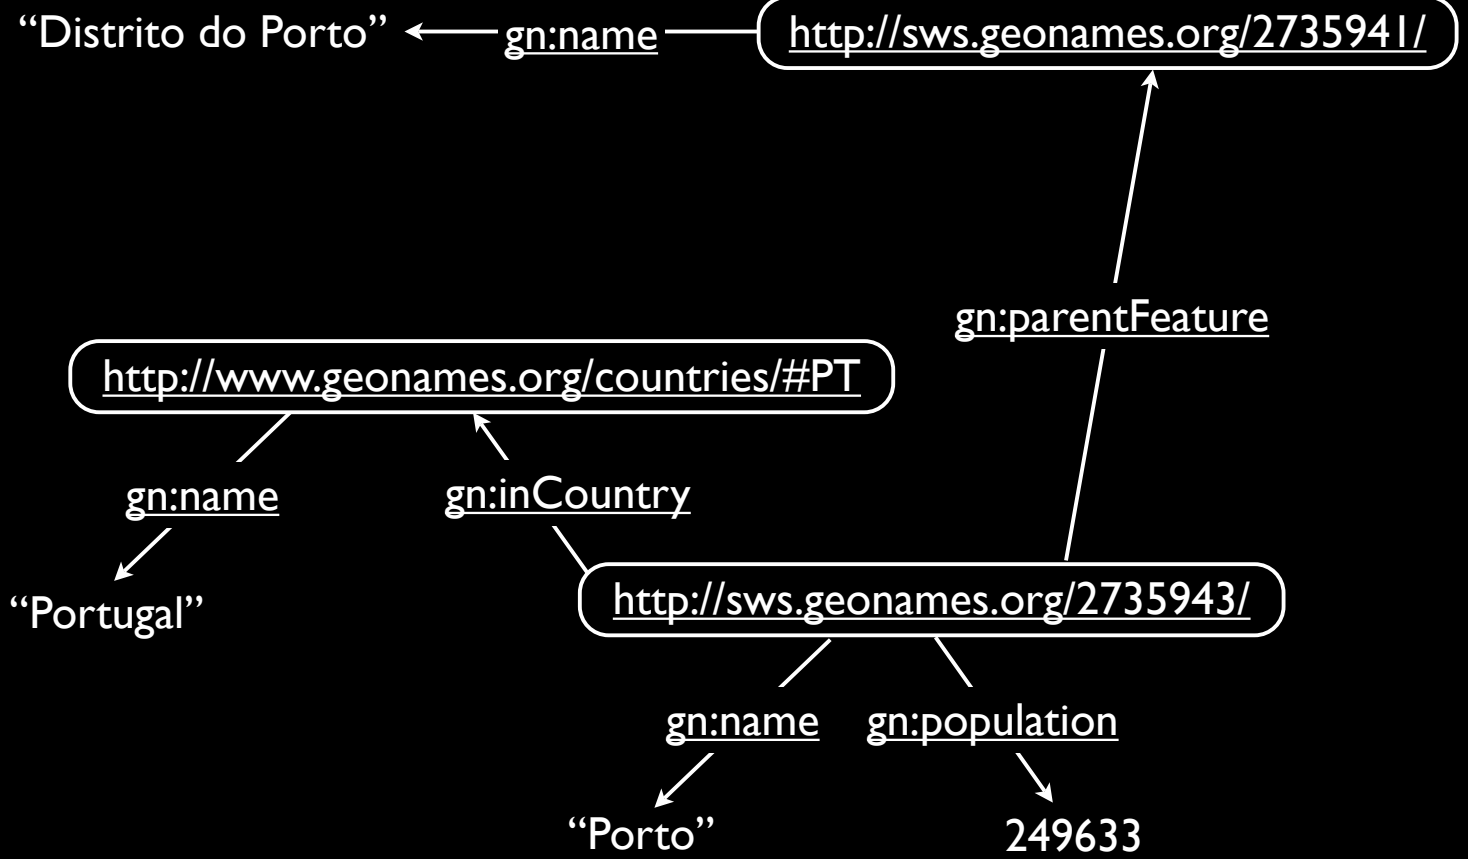 “Distrito do Porto”
gn:name
http://sws.geonames.org/2735941/
gn:parentFeature
http://www.geonames.org/countries/#PT
gn:name
gn:inCountry
“Portugal”
http://sws.geonames.org/2735943/
gn:name
gn:population
“Porto”
249633